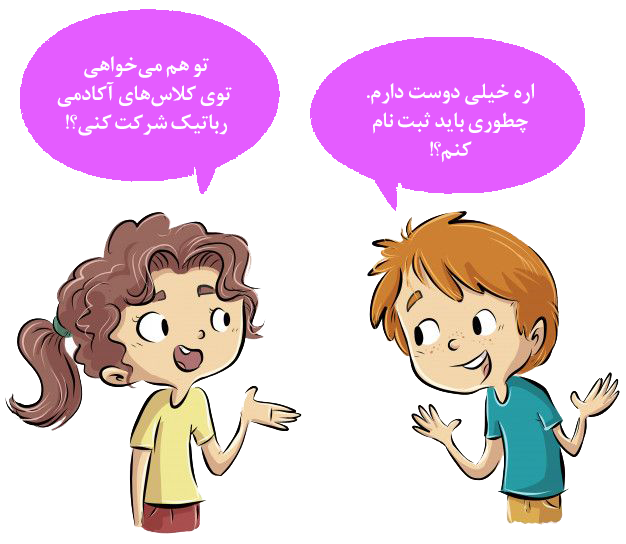 تو هم می‌خواهی
توی کلاس‌های آکادمی
رباتیک شرکت کنی؟!
اره خیلی دوست دارم.
چطوری باید ثبت نام
کنم؟!